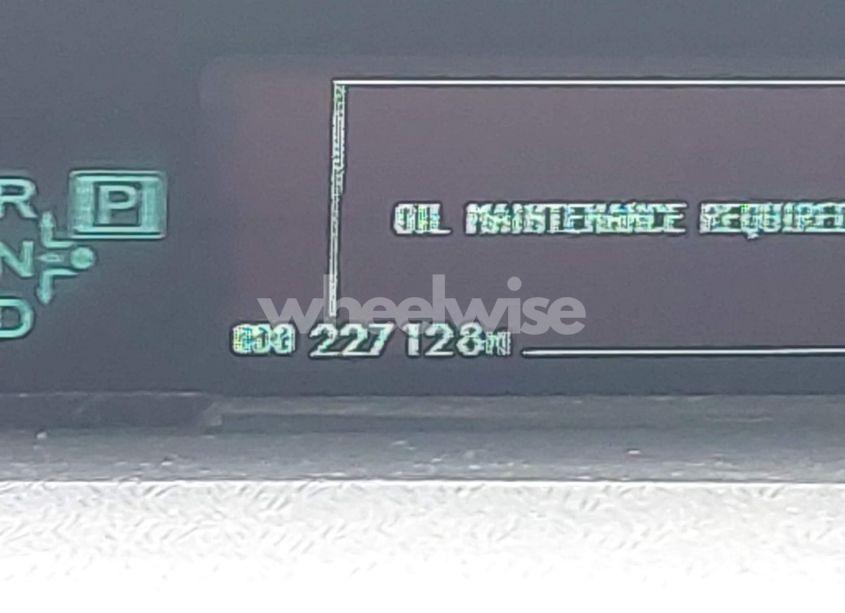 R P
OIL MAINTENANCE REQUIRED
N
wheelwise
D
ODO 227128mi